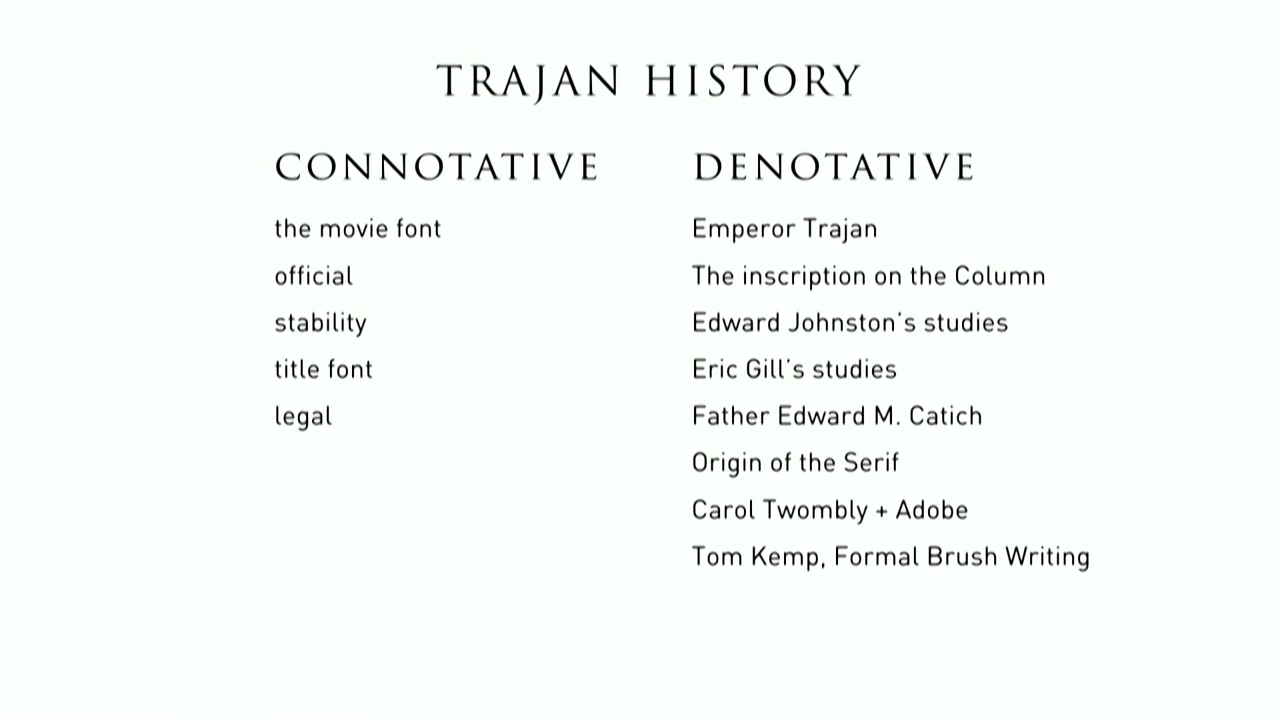 TRAJAN HISTORY
CONNOTATIVE
the movie font
official
stability
title font
legal
DENOTATIVE
Emperor Trajan
The inscription on the Column
Edward Johnston's studies
Eric Gill's studies
Father Edward M. Catich
Origin of the Serif
Carol Twombly + Adobe
Tom Kemp, Formal Brush Writing